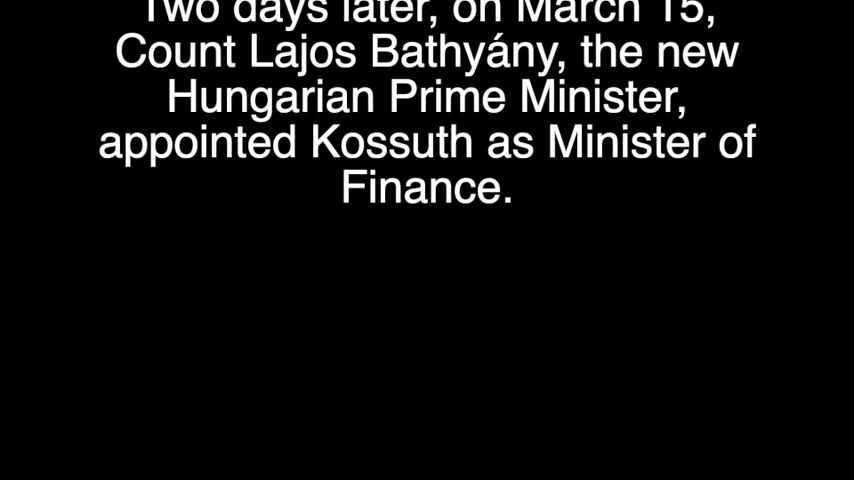 Two days later, on March 15,
Count Lajos Bathyány, the new
Hungarian Prime Minister,
appointed Kossuth as Minister of
Finance.